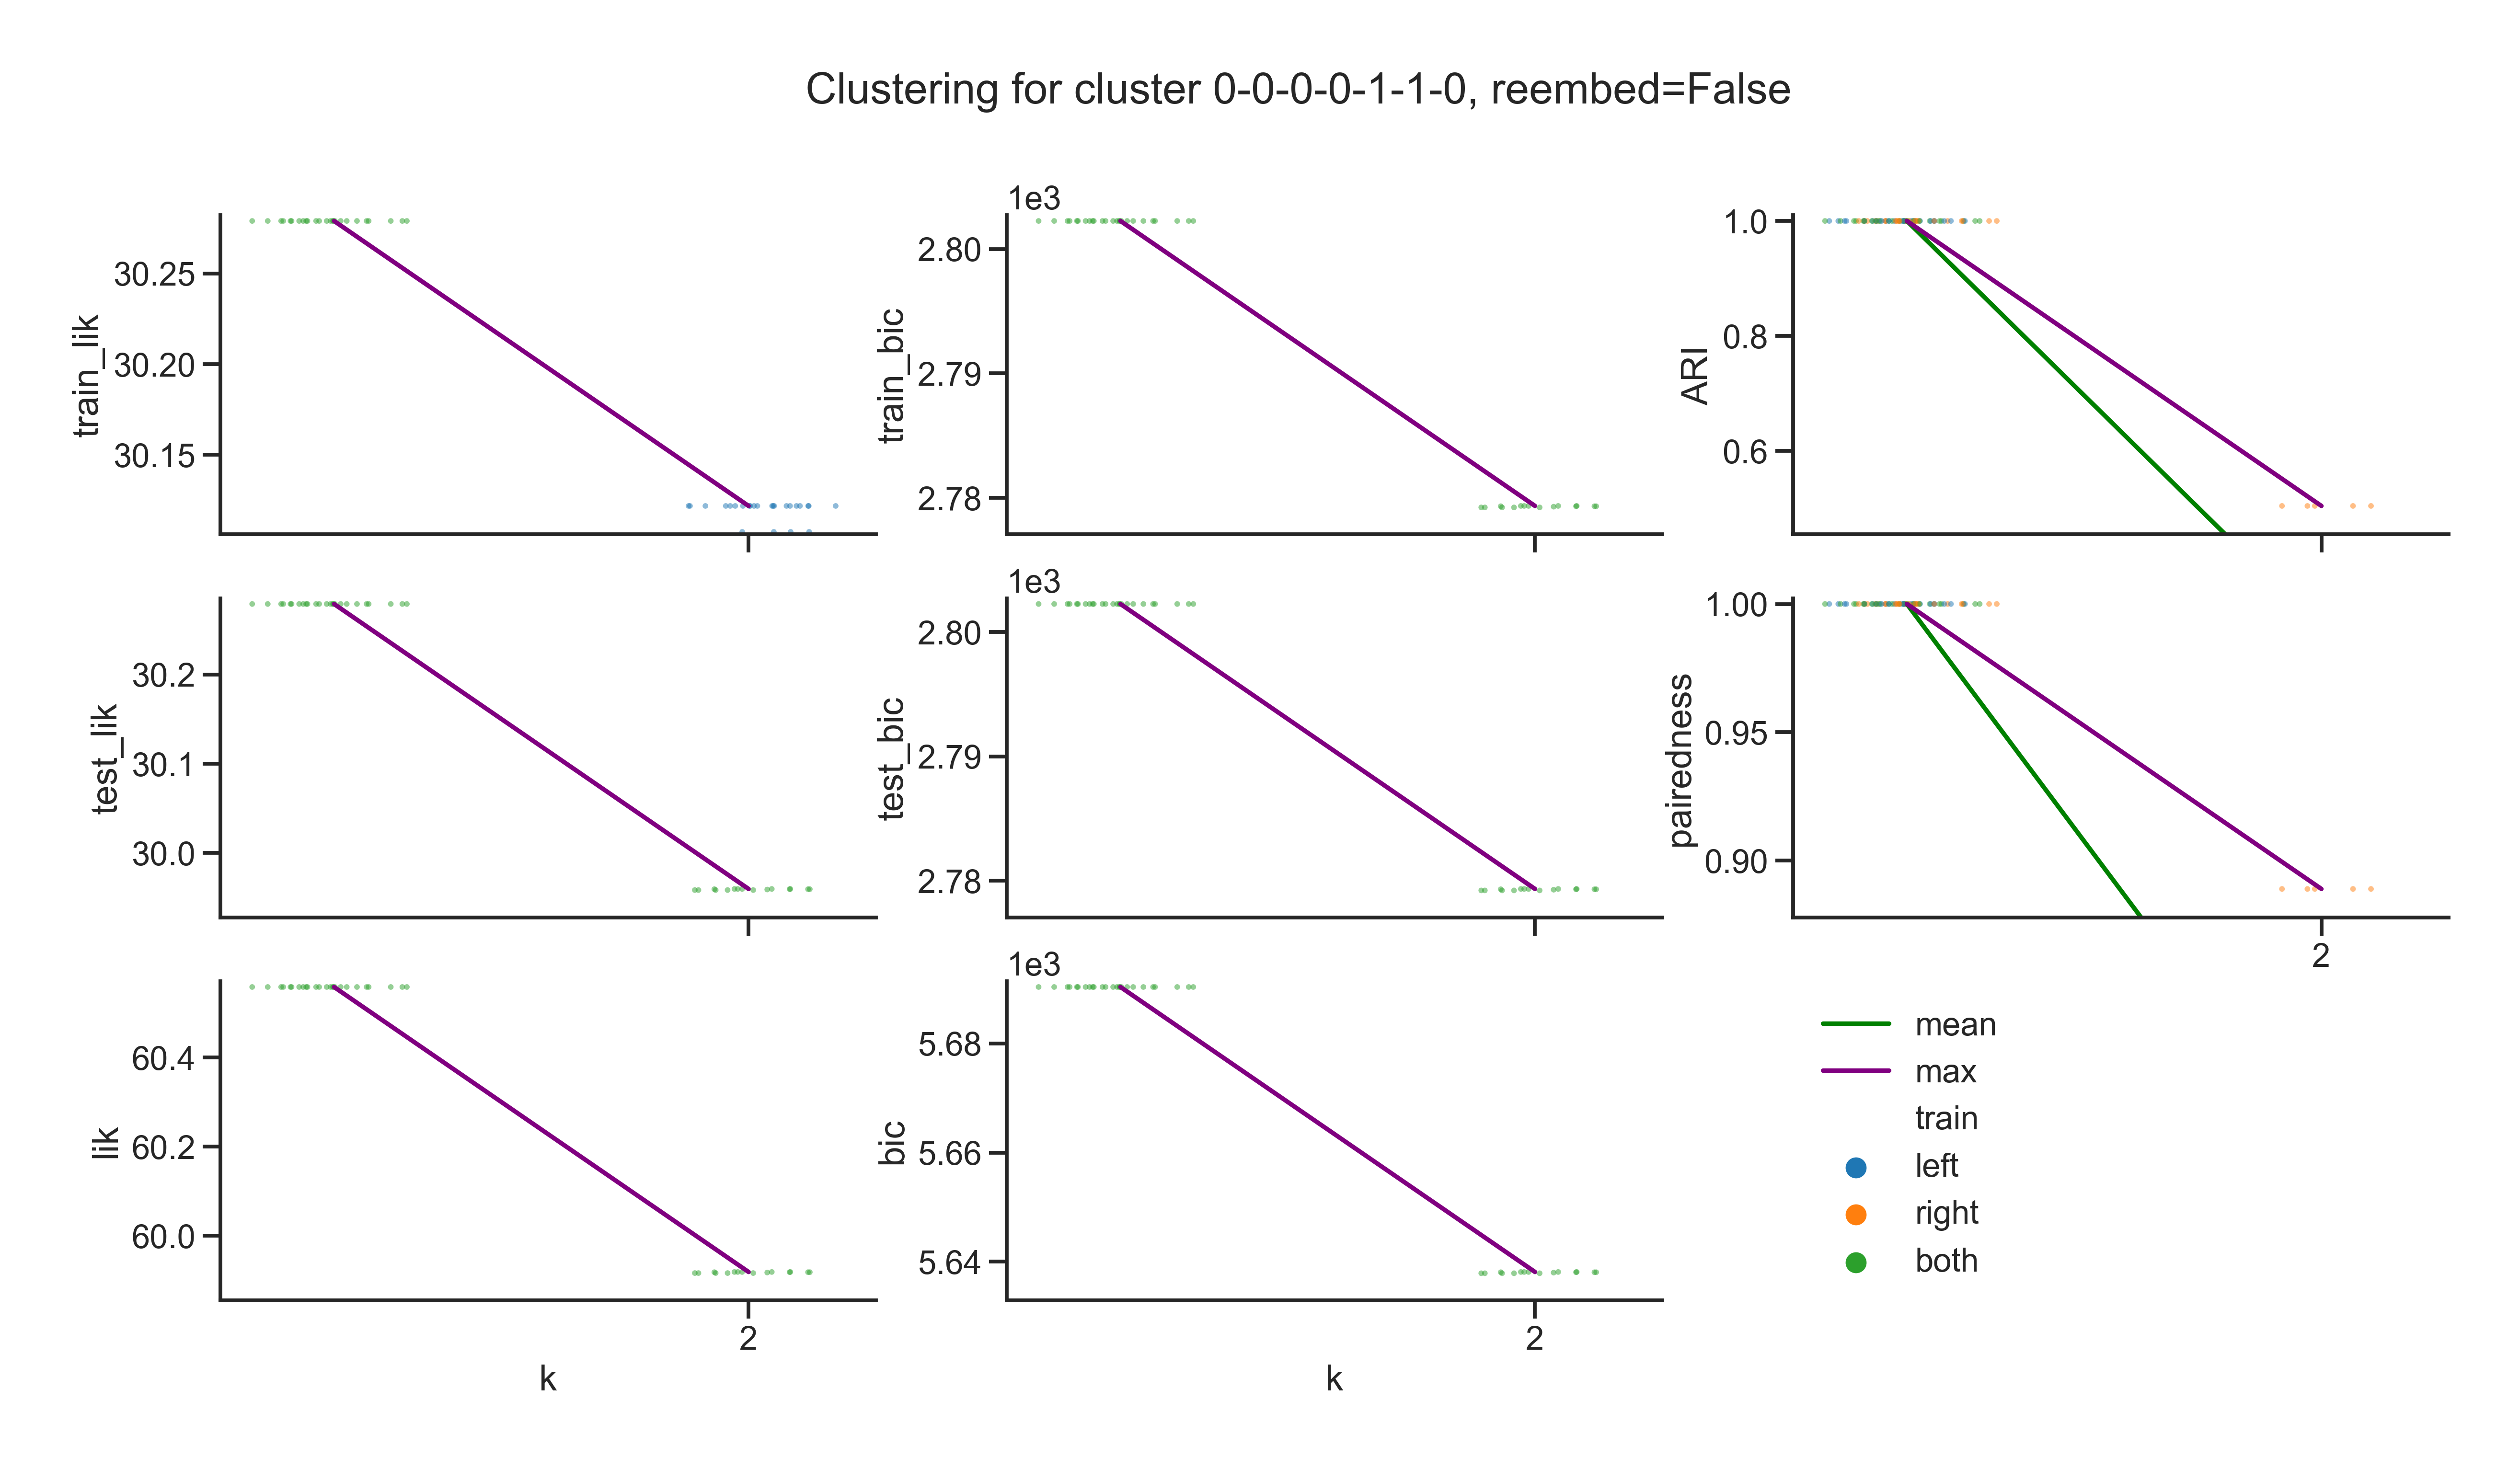 Clustering for cluster 0-0-0-0-1-1-0, reembed=False
train_lik
30.25
30.20
30.15
1e3
train_bic
2.80
2.79
2.78
ARI
1.0
0.8
0.6
test_lik
30.2
30.1
30.0
1e3
test_bic
2.80
2.79
2.78
pairedness
1.00
0.95
0.90
2
lik
60.4
60.2
60.0
2
k
1e3
bic
5.68
5.66
5.64
2
k
mean
max
train
left
right
both